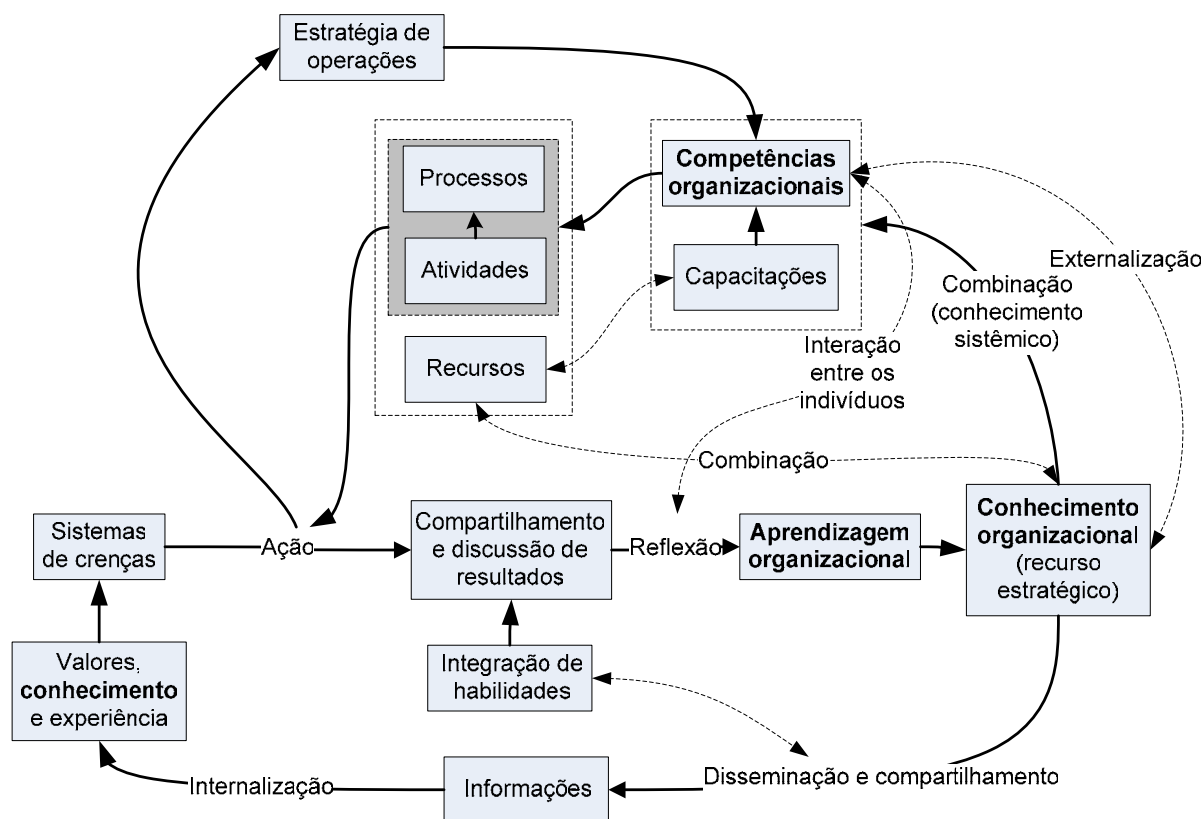 Estratégia de
operações
Processos
Atividades
Recursos
Competências
organizacionais
Capacitações
Externalização
Combinação
(conhecimento
sistêmico)
Interação
entre os
indivíduos
Combinação
Sistemas
de crenças
Ação
Compartilhamento
e discussão de
resultados
Reflexão
Aprendizagem
organizacional
Conhecimento
organizacional
(recurso
estratégico)
Valores,
conhecimento
e experiência
Integração de
habilidades
Internalização
Informações
Disseminação e compartilhamento